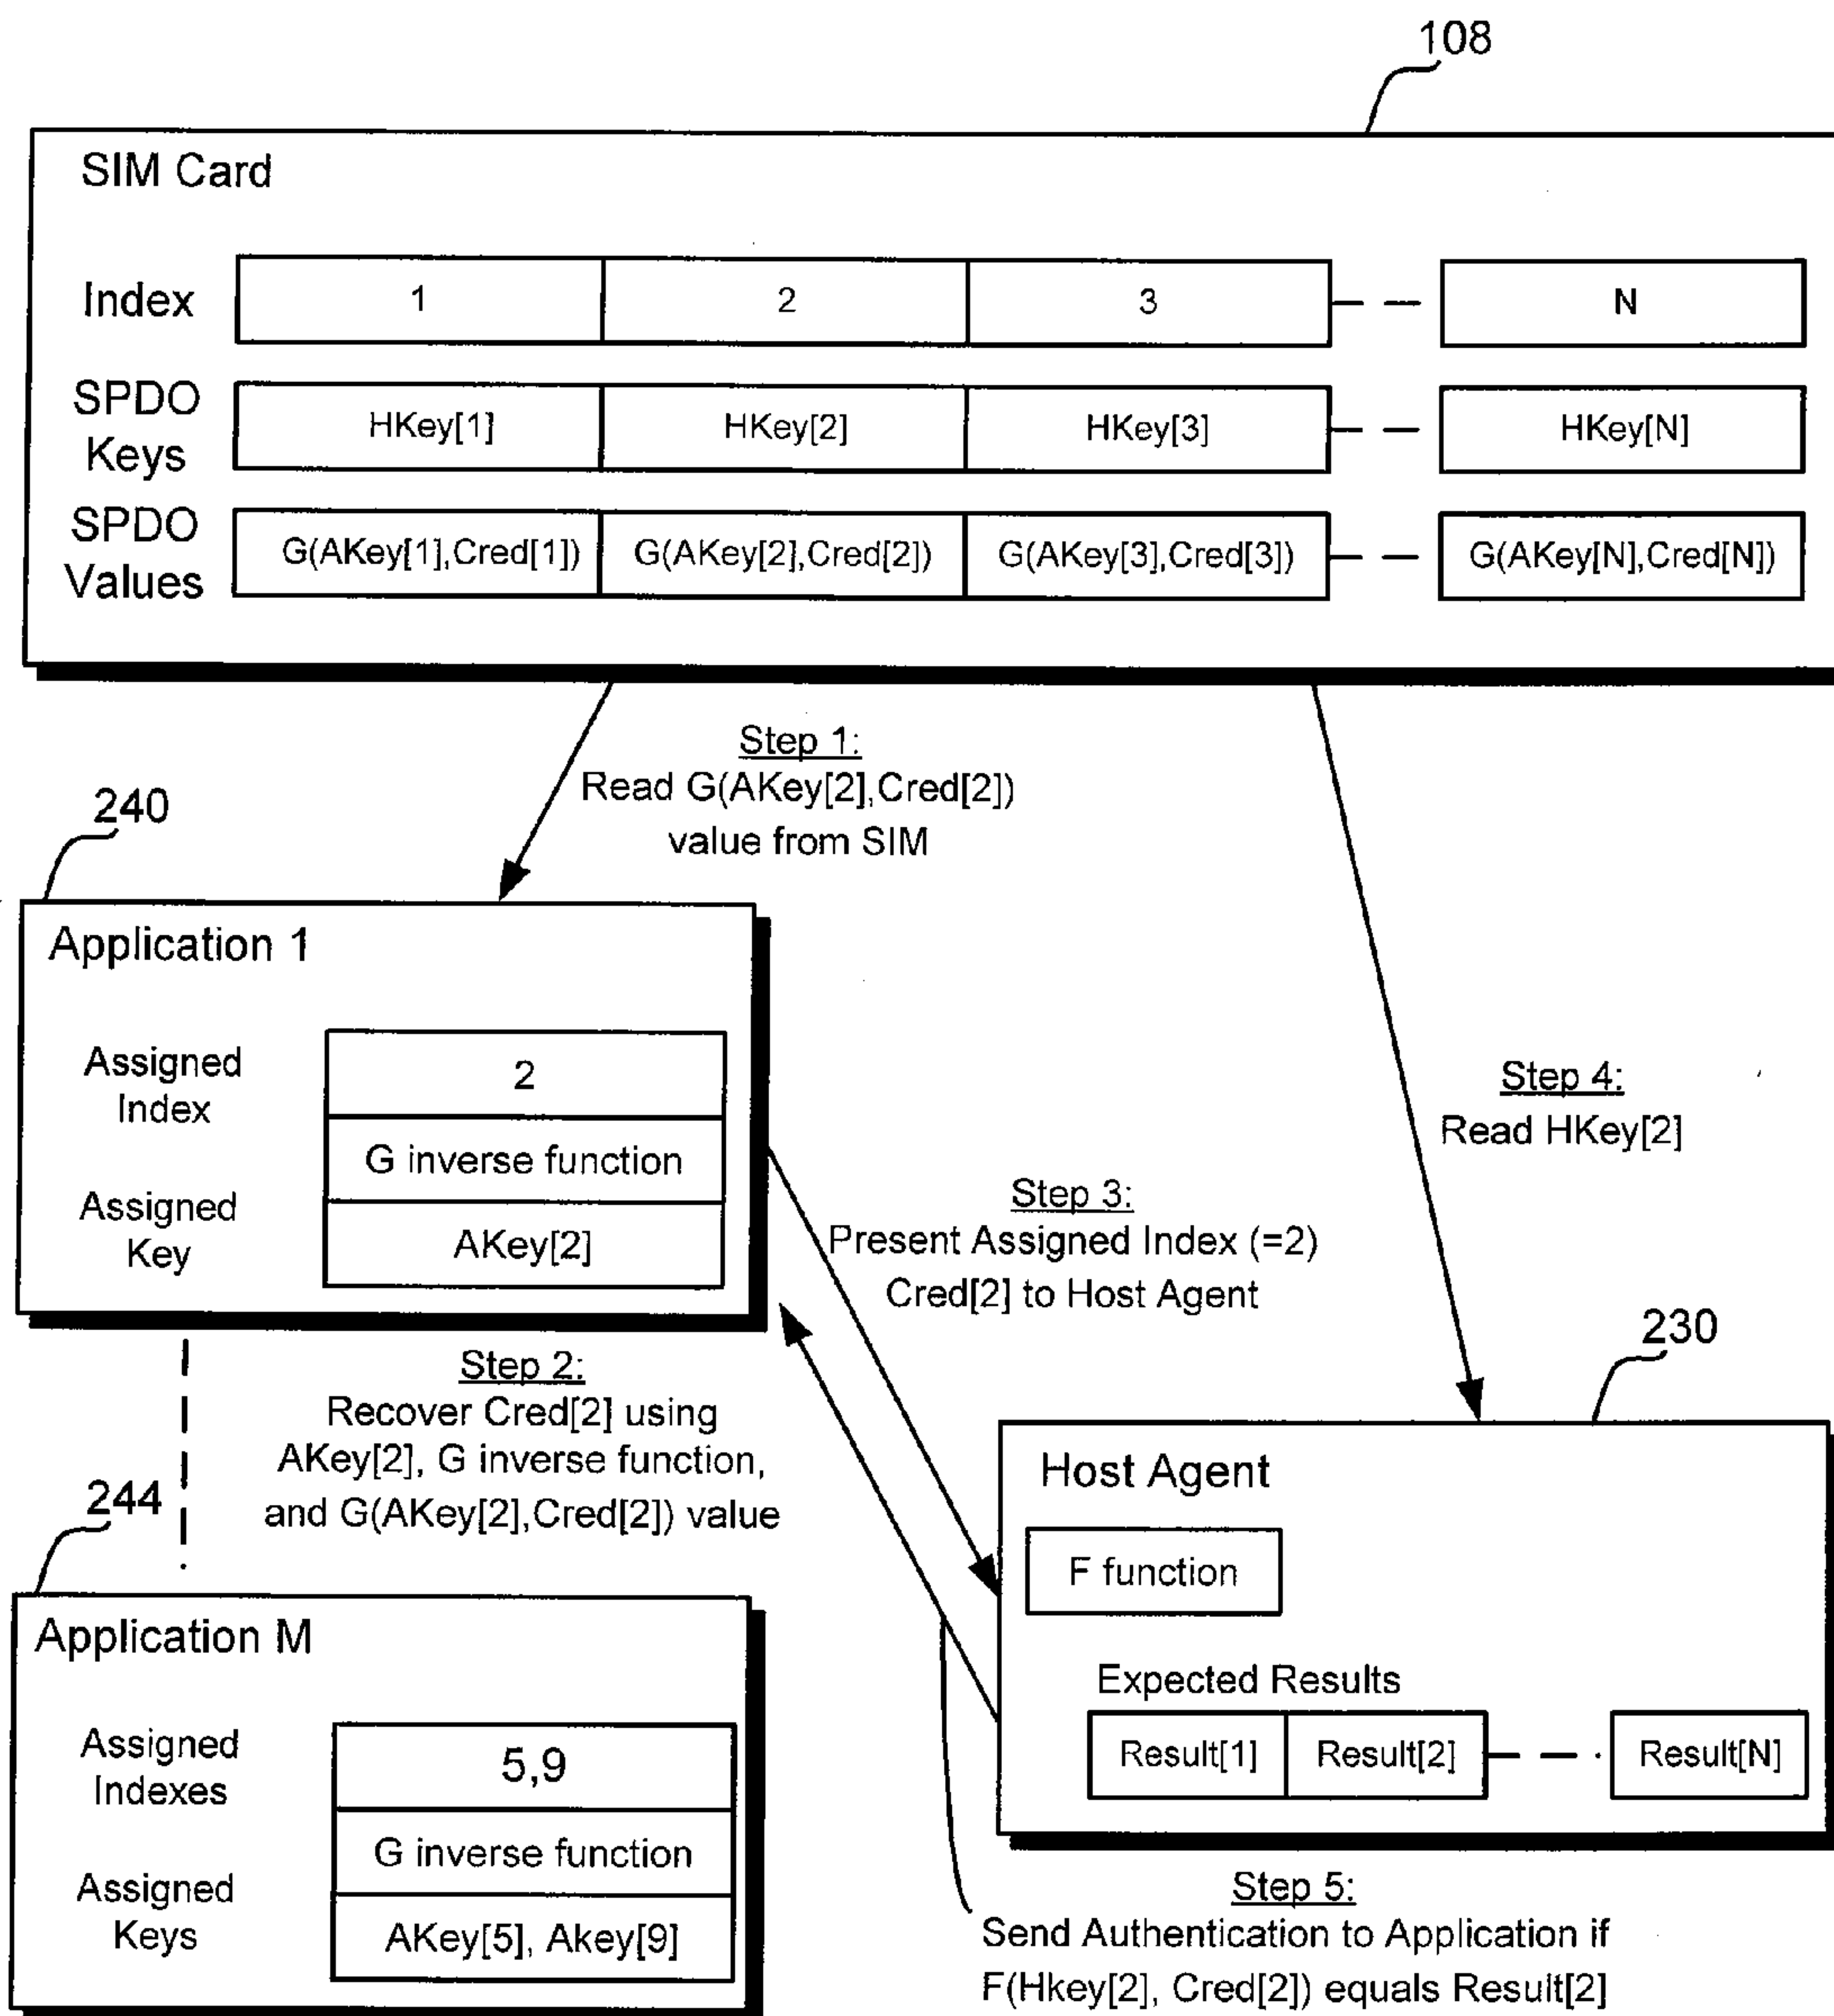 108
SIM Card
Index
1
2
3
N
SPDO
Keys
HKey[1]
HKey[2]
HKey[3]
HKey[N]
SPDO
Values
G(AKey[1],Cred[1])
G(AKey[2],Cred[2])
G(AKey[3],Cred[3])
G(AKey[N],Cred[N])
Step 1:
Read G(AKey[2],Cred[2])
value from SIM
240
Application 1
Assigned
Index
2
G inverse function
Assigned
Key
AKey[2]
Step 4:
Read HKey[2]
Step 3:
Present Assigned Index (=2)
Cred[2] to Host Agent
Step 2:
Recover Cred[2] using
AKey[2], G inverse function,
and G(AKey[2],Cred[2]) value
230
Host Agent
F function
Expected Results
Result[1]
Result[2]
Result[N]
244
Application M
Assigned
Indexes
5,9
G inverse function
Assigned
Keys
AKey[5], Akey[9]
Step 5:
Send Authentication to Application if
F(Hkey[2], Cred[2]) equals Result[2]